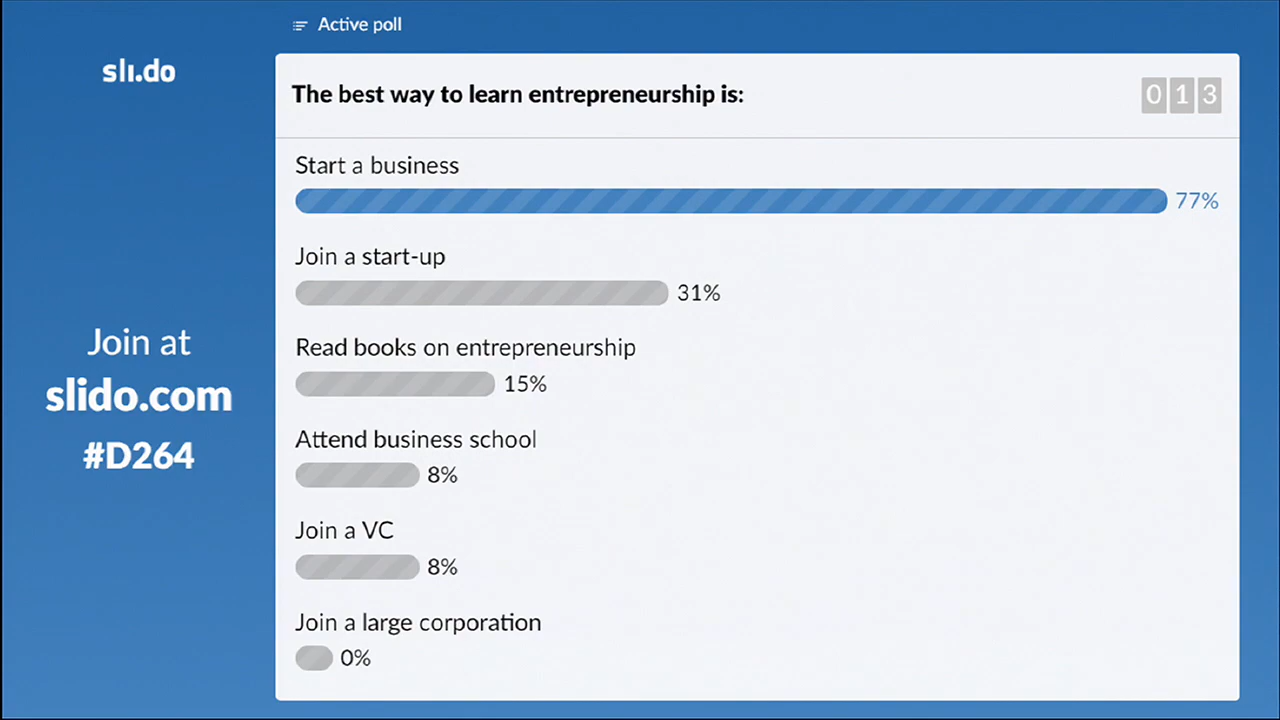 Active poll
sli.do
The best way to learn entrepreneurship is:
013
Start a business
77%
Join a start-up
31%
Read books on entrepreneurship
15%
Attend business school
8%
Join a VC
8%
Join a large corporation
0%
Join at
slido.com
#D264